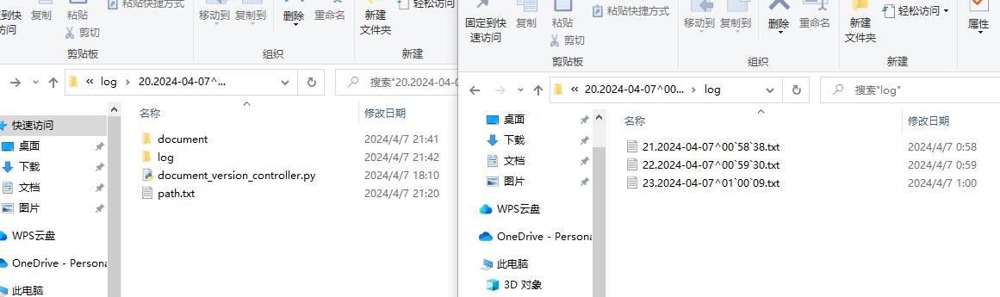 固定到快
速访问
复制
粘贴
粘贴快捷方式
剪切
移动到
复制到
删除
重命名
新建
文件夹
轻松访问
剪贴板
组织
新建
log
20.2024-04-07^...
搜索"20.2024-04-0
快速访问
桌面
下载
文档
图片
WPS云盘
OneDrive - Persona
此电脑
名称
修改日期
document
2024/4/7 21:41
log
2024/4/7 21:42
document_version_controller.py
2024/4/7 18:10
path.txt
2024/4/7 21:20
固定到快
速访问
复制
粘贴
粘贴快捷方式
剪切
移动到
复制到
删除
重命名
新建
文件夹
轻松访问
属性
剪贴板
组织
新建
20.2024-04-07^00...
log
搜索"log"
桌面
下载
文档
图片
WPS云盘
OneDrive - Persona
此电脑
3D 对象
名称
修改日期
21.2024-04-07^00`58`38.txt
2024/4/7 0:58
22.2024-04-07^00`59`30.txt
2024/4/7 0:59
23.2024-04-07^01`00`09.txt
2024/4/7 1:00